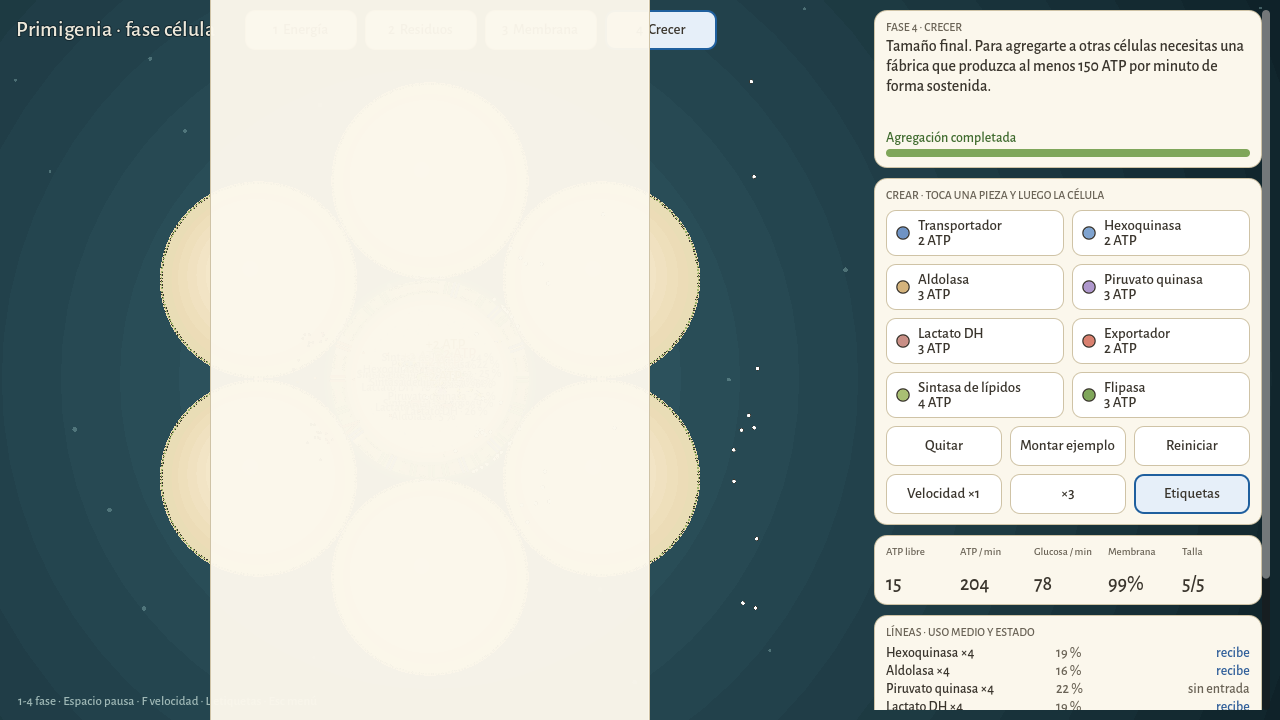 Primigenia · fase célula
1 Energía
2 Residuos
3 Membrana
4 Crecer
FASE 4 · CRECER
Tamaño final. Para agregarte a otras células necesitas una
fábrica que produzca al menos 150 ATP por minuto de
forma sostenida.
Agregación completada
CREAR · TOCA UNA PIEZA Y LUEGO LA CÉLULA
Transportador
2 ATP
Hexoquinasa
2 ATP
Aldolasa
3 ATP
Piruvato quinasa
3 ATP
Lactato DH
3 ATP
Exportador
2 ATP
Sintasa de lípidos
4 ATP
Flipasa
3 ATP
Quitar
Montar ejemplo
Reiniciar
Velocidad ×1
×3
Etiquetas
ATP libre
ATP / min
Glucosa / min
Membrana
Talla
15
204
78
99%
5/5
LÍNEAS · USO MEDIO Y ESTADO
Hexoquinasa ×4 19 % recibe
Aldolasa ×4 16 % recibe
Piruvato quinasa ×4 22 % sin entrada
Lactato DH ×4 19 % recibe
1-4 fase · Espacio pausa · F velocidad ·